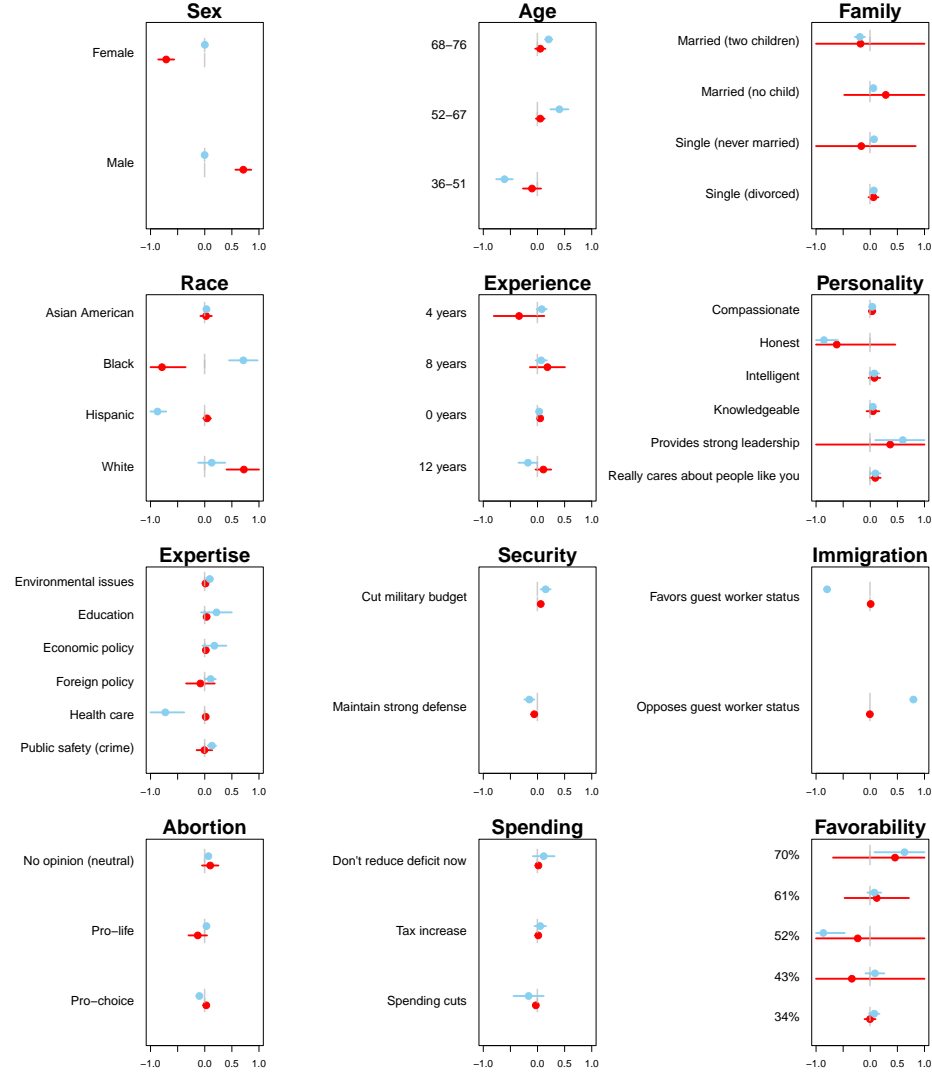 Sex
Female
Male
−1.0 0.0 0.5 1.0
Age
68−76
52−67
36−51
−1.0 0.0 0.5 1.0
Family
Married (two children)
Married (no child)
Single (never married)
Single (divorced)
−1.0 0.0 0.5 1.0
Race
Asian American
Black
Hispanic
White
−1.0 0.0 0.5 1.0
Experience
4 years
8 years
0 years
12 years
−1.0 0.0 0.5 1.0
Personality
Compassionate
Honest
Intelligent
Knowledgeable
Provides strong leadership
Really cares about people like you
−1.0 0.0 0.5 1.0
Expertise
Environmental issues
Education
Economic policy
Foreign policy
Health care
Public safety (crime)
−1.0 0.0 0.5 1.0
Security
Cut military budget
Maintain strong defense
−1.0 0.0 0.5 1.0
Immigration
Favors guest worker status
Opposes guest worker status
−1.0 0.0 0.5 1.0
Abortion
No opinion (neutral)
Pro−life
Pro−choice
−1.0 0.0 0.5 1.0
Spending
Don't reduce deficit now
Tax increase
Spending cuts
−1.0 0.0 0.5 1.0
Favorability
70%
61%
52%
43%
34%
−1.0 0.0 0.5 1.0